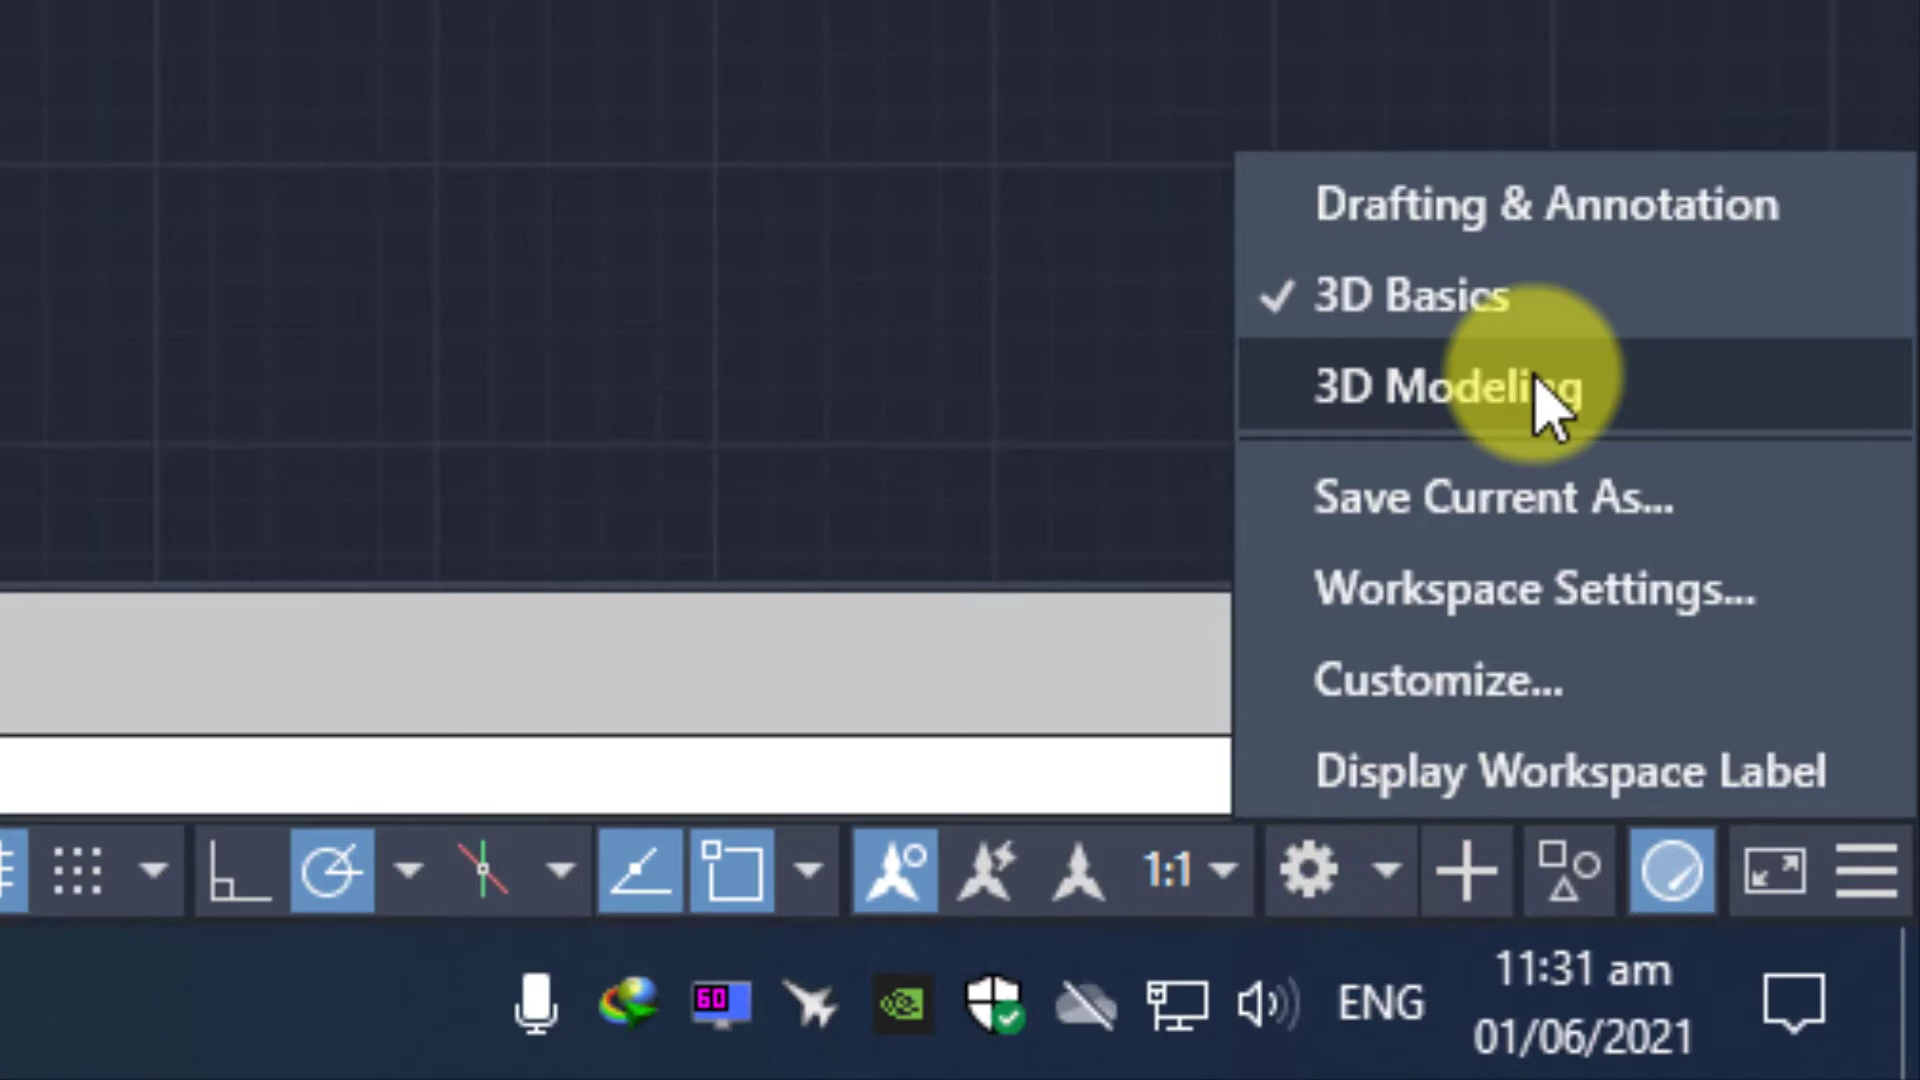 Drafting & Annotation
3D Basics
3D Modeling
Save Current As...
Workspace Settings...
Customize...
Display Workspace Label
1:1
60
ENG
11:31 am
01/06/2021